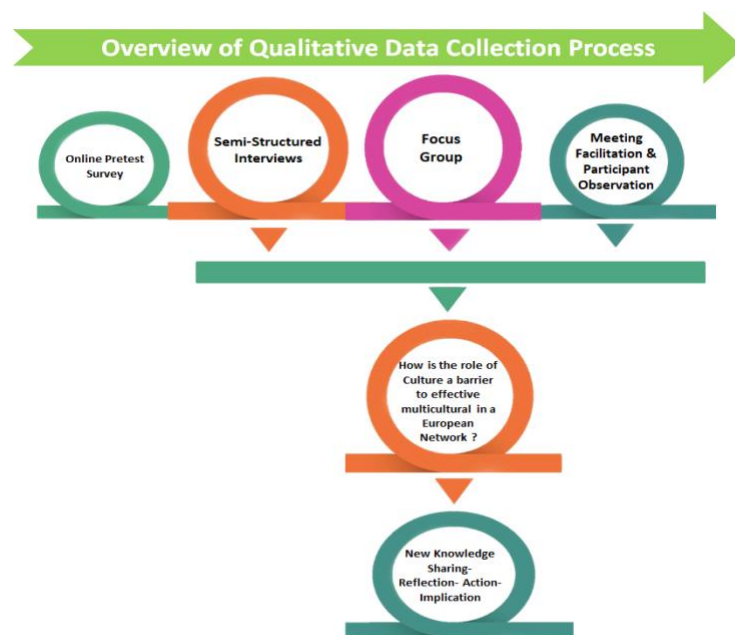 Overview of Qualitative Data Collection Process
Online Pretest
Survey
Semi-Structured
Interviews
Focus
Group
Meeting
Facilitation &
Participant
Observation
How is the role of
Culture a barrier
to effective
multicultural in a
European
Network ?
New Knowledge
Sharing-
Reflection- Action-
Implication